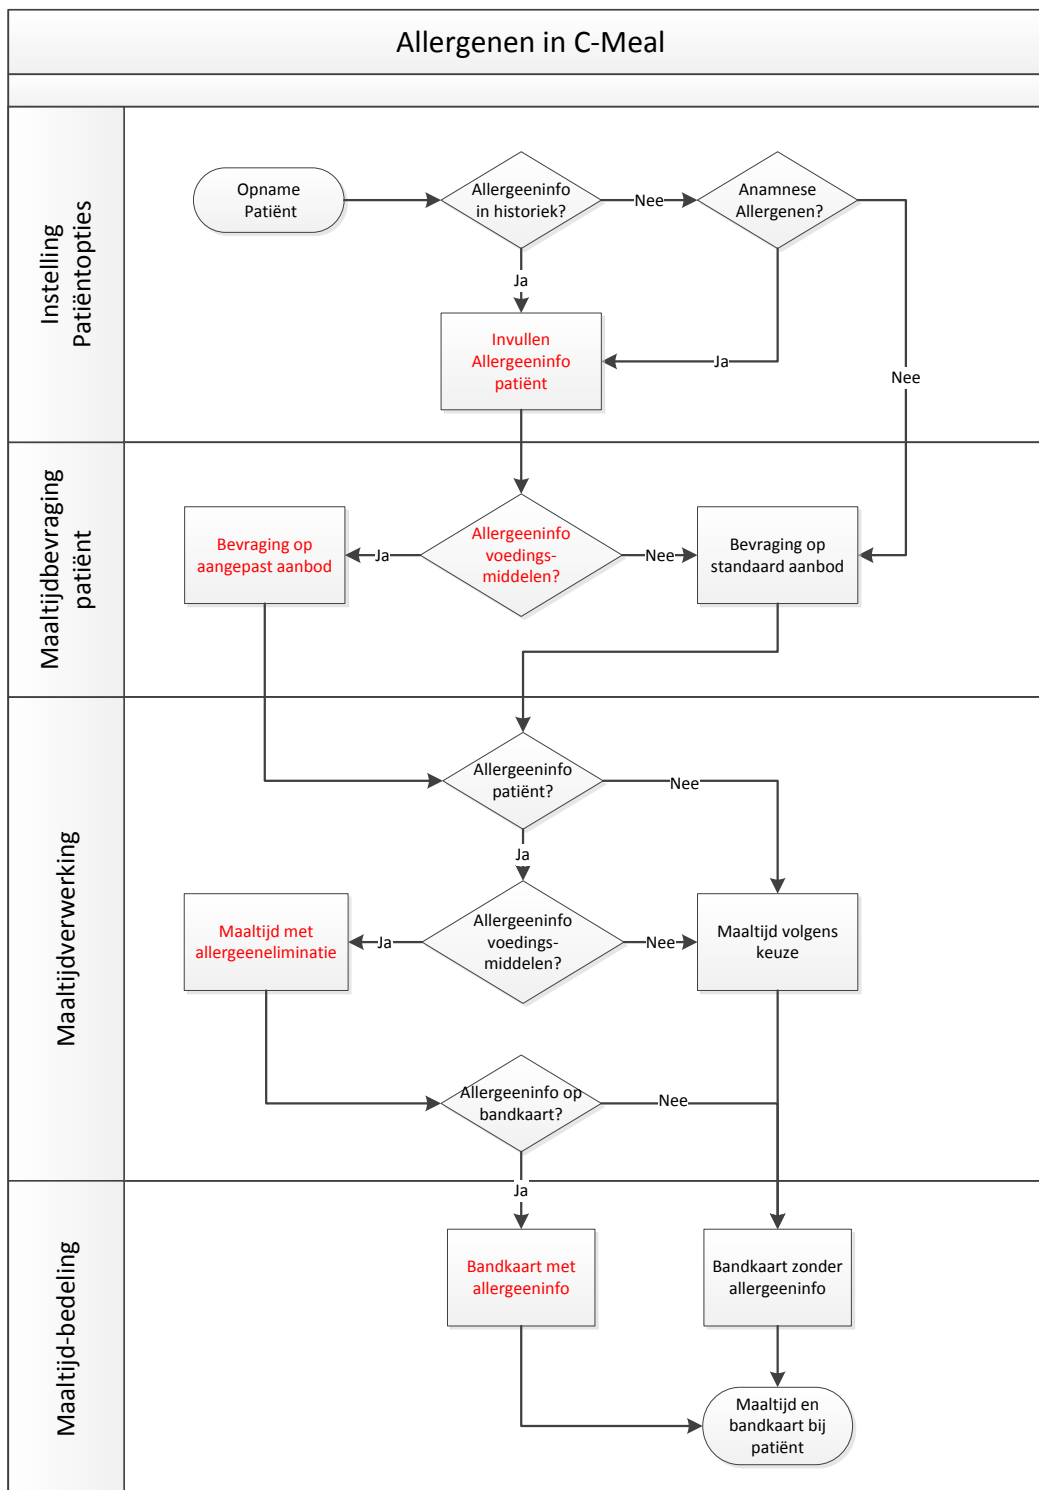 Allergenen in C-Meal
Instelling
Patiëntopties
Opname
Patiënt
Allergeeninfo
in historiek?
Nee
Anamnese
Allergenen?
Ja
Invullen
Allergeeninfo
patiënt
Ja
Nee
Maaltijdbevraging
patiënt
Bevraging op
aangepast aanbod
Ja
Allergeeninfo
voedings-
middelen?
Nee
Bevraging op
standaard aanbod
Maaltijdverwerking
Allergeeninfo
patiënt?
Nee
Ja
Maaltijd met
allergeeneliminatie
Ja
Allergeeninfo
voedings-
middelen?
Nee
Maaltijd volgens
keuze
Allergeeninfo op
bandkaart?
Nee
Ja
Maaltijd-bedeling
Bandkaart met
allergeeninfo
Bandkaart zonder
allergeeninfo
Maaltijd en
bandkaart bij
patiënt